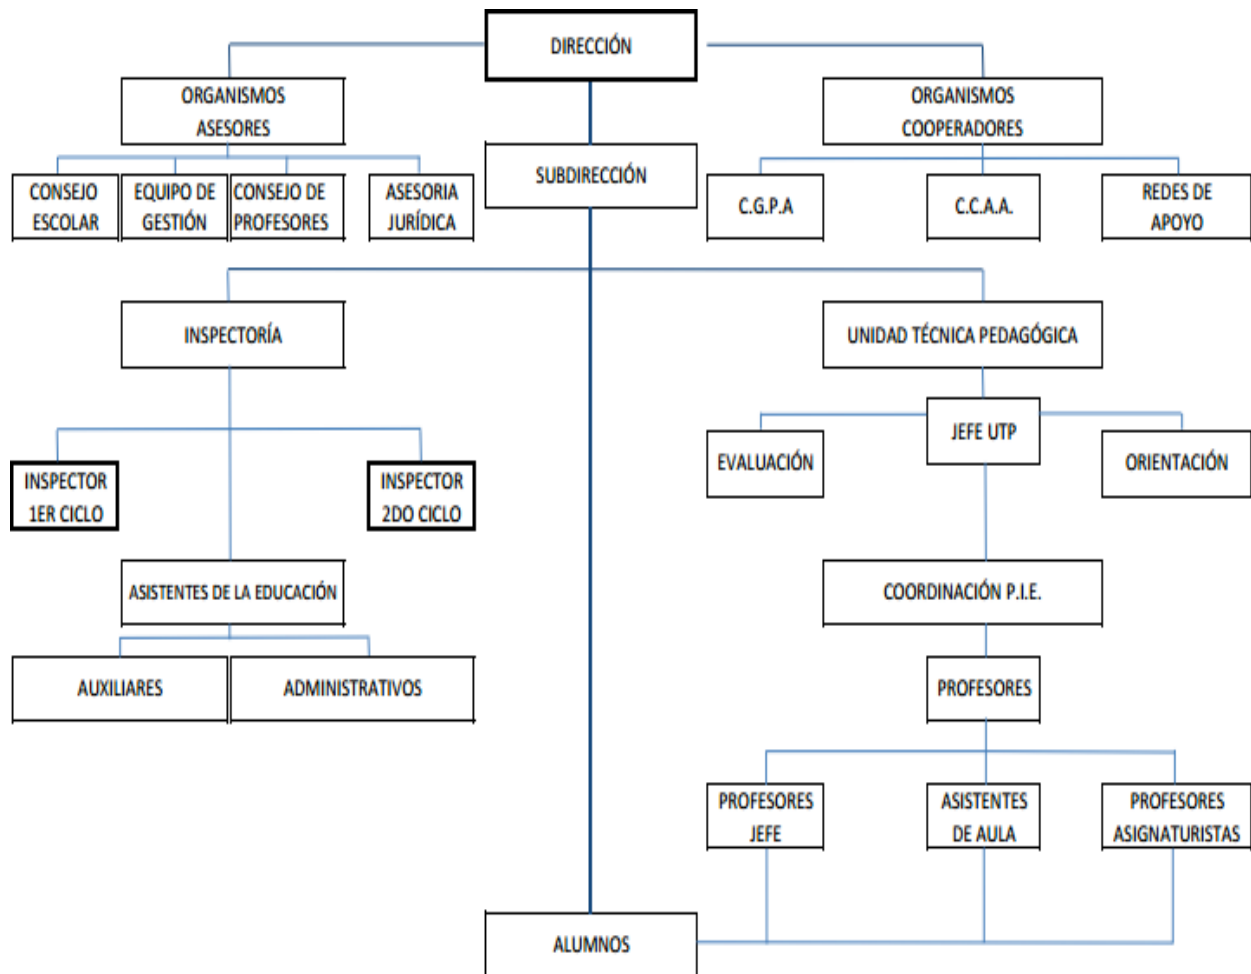 DIRECCIÓN
ORGANISMOS
ASESORES
ORGANISMOS
COOPERADORES
SUBDIRECCIÓN
CONSEJO
ESCOLAR
EQUIPO DE
GESTIÓN
CONSEJO DE
PROFESORES
ASESORIA
JURÍDICA
C.G.P.A
C.C.A.A.
REDES DE
APOYO
INSPECTORÍA
UNIDAD TÉCNICA PEDAGÓGICA
JEFE UTP
EVALUACIÓN
ORIENTACIÓN
INSPECTOR
1ER CICLO
INSPECTOR
2DO CICLO
ASISTENTES DE LA EDUCACIÓN
COORDINACIÓN P.I.E.
AUXILIARES
ADMINISTRATIVOS
PROFESORES
PROFESORES
JEFE
ASISTENTES
DE AULA
PROFESORES
ASIGNATURISTAS
ALUMNOS